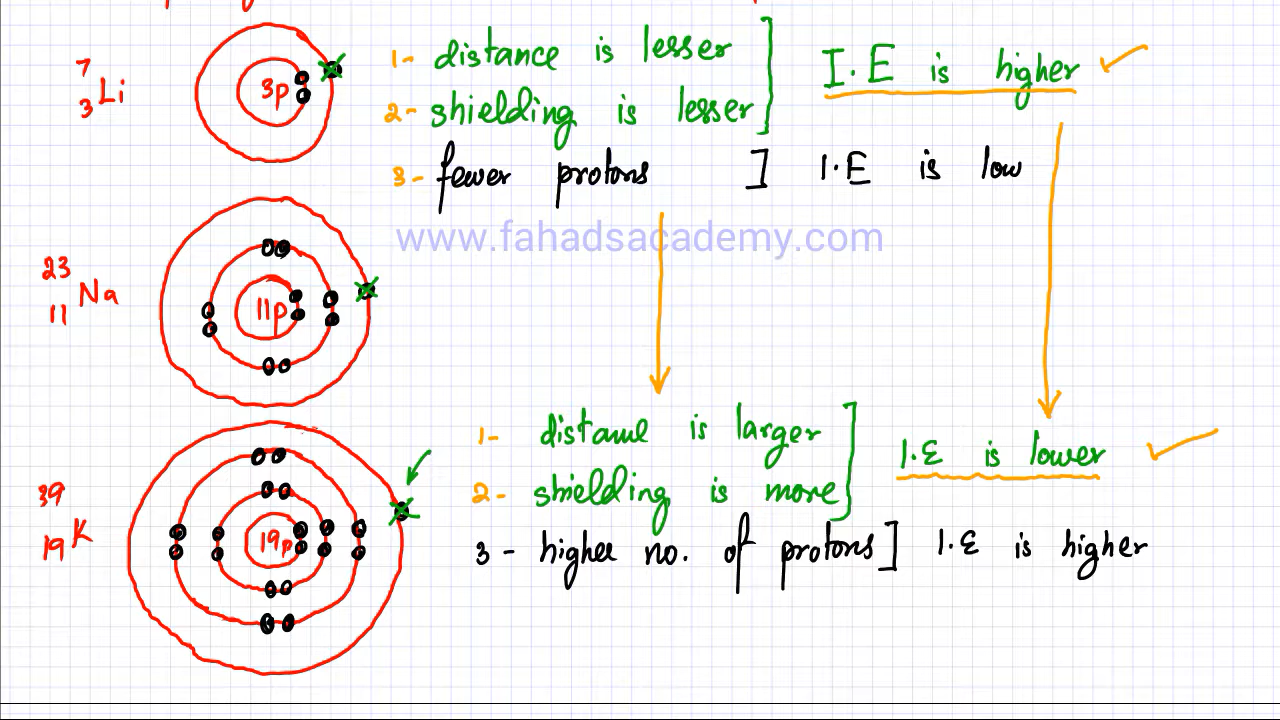 7
3 Li
3p
1- distance is lesser
2- shielding is lesser
I.E is higher
3- fewer protons ] I.E is low
www.fahadsacademy.com
23
11 Na
11p
1- distance is larger
2- shielding is more
I.E is lower
39
19 K
19p
3- higher no. of protons ] I.E is higher